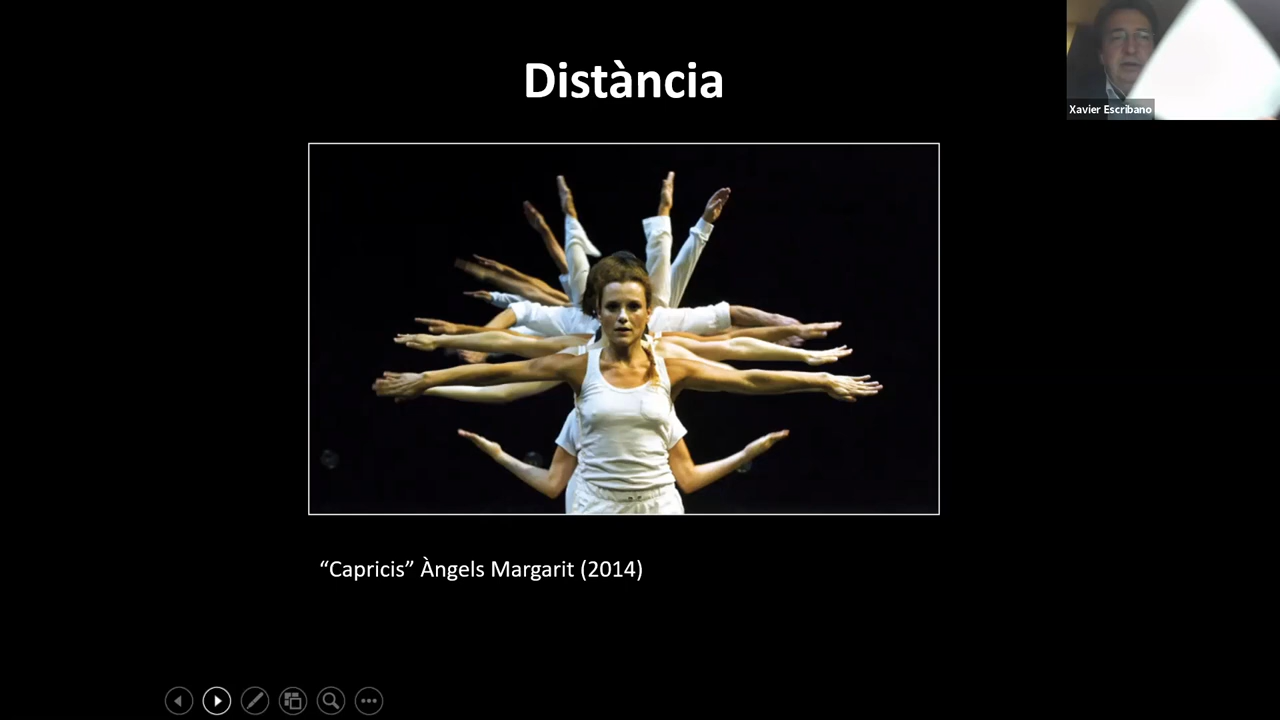 Distància
Xavier Escribano
“Capricis” Àngels Margarit (2014)